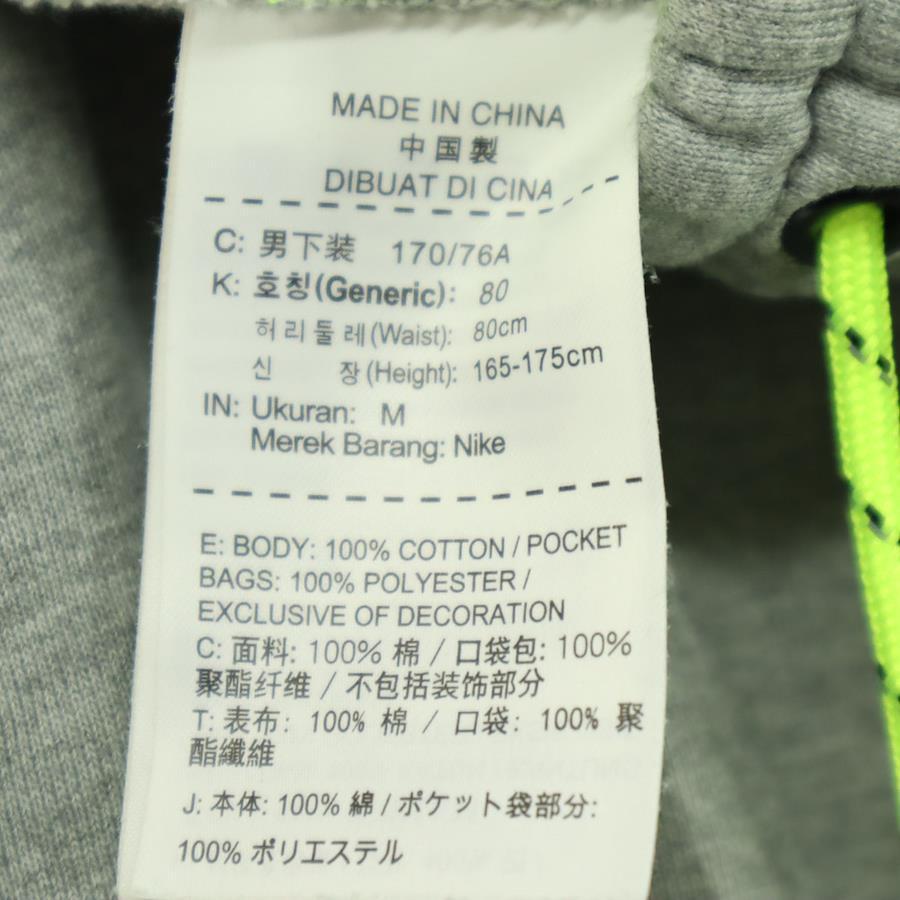 MADE IN CHINA
中国製
DIBUAT DI CINA
C: 男下装 170/76A
K: 호칭(Generic): 80
허리둘레(Waist): 80cm
신 장(Height): 165-175cm
IN: Ukuran: M
Merek Barang: Nike
E: BODY: 100% COTTON / POCKET
BAGS: 100% POLYESTER /
EXCLUSIVE OF DECORATION
C: 面料: 100% 棉 / 口袋包: 100%
聚酯纤维 / 不包括装饰部分
T: 表布: 100% 棉 / 口袋: 100% 聚
酯纖維
J: 本体: 100% 綿 / ポケット袋部分:
100% ポリエステル